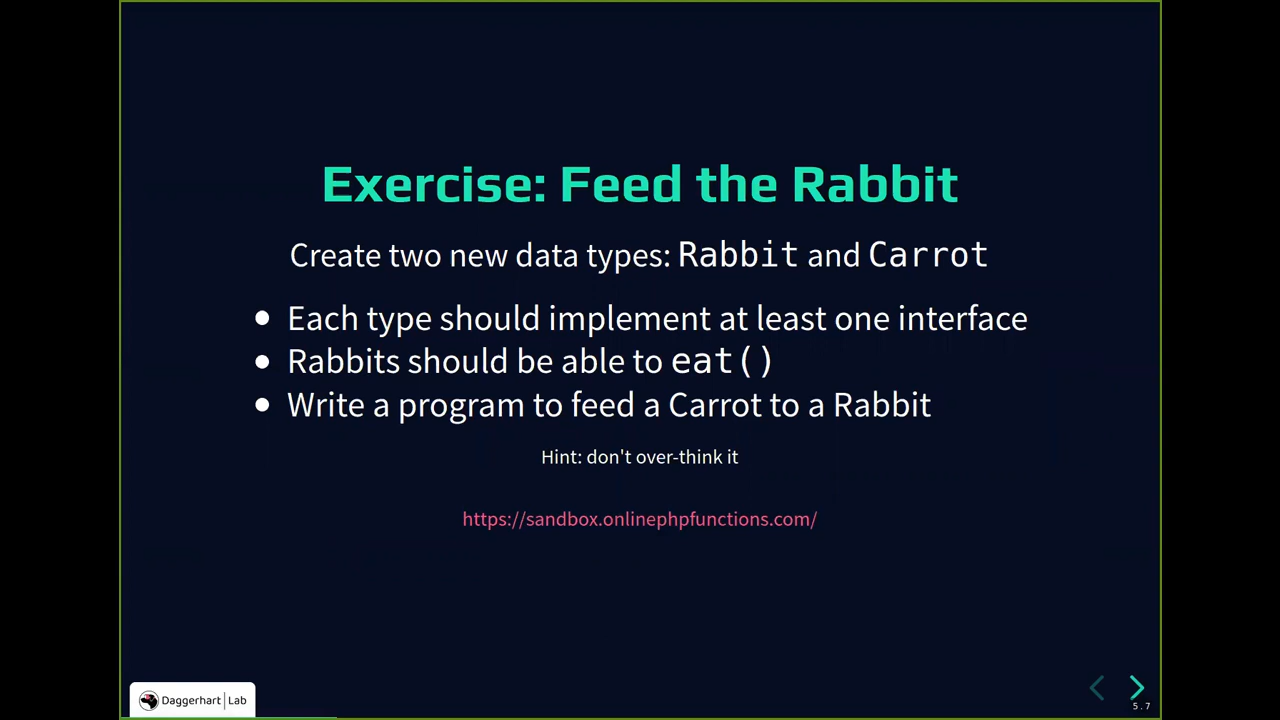 Exercise: Feed the Rabbit
Create two new data types: Rabbit and Carrot
Each type should implement at least one interface
Rabbits should be able to eat()
Write a program to feed a Carrot to a Rabbit
Hint: don't over-think it
https://sandbox.onlinephpfunctions.com/
Daggerhart Lab
5.7